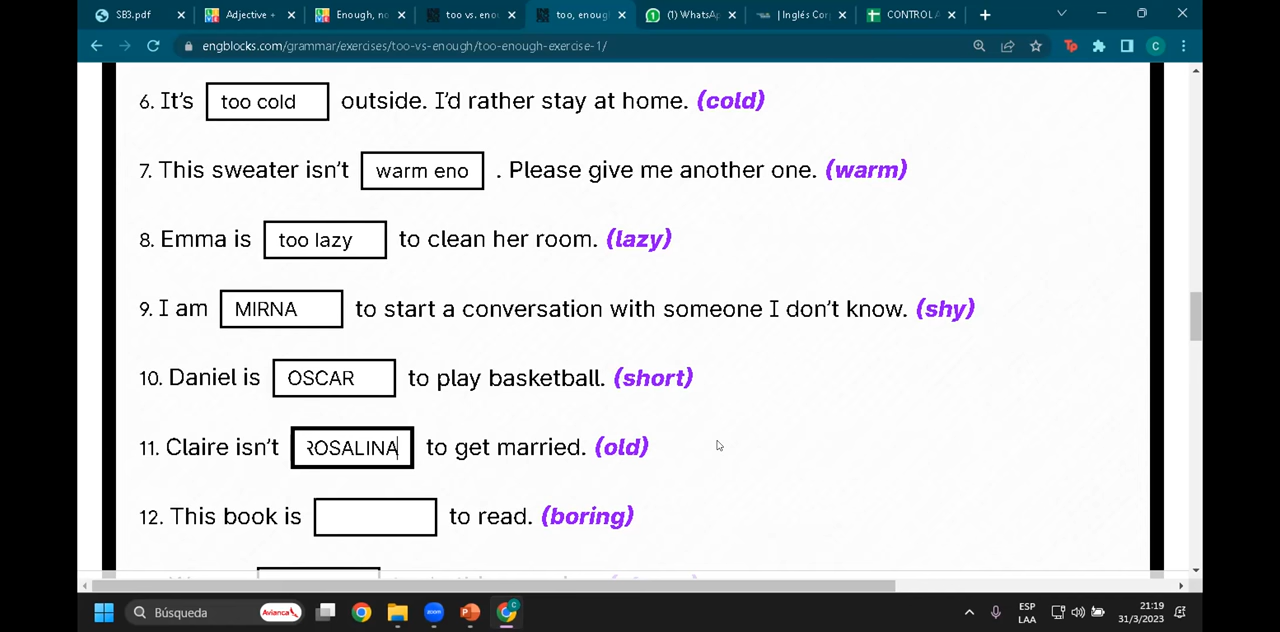 SB3.pdf
Adjective +
Enough, no
too vs. enou
too, enoug
(1) WhatsAp
| Inglés Cor
CONTROL A
engblocks.com/grammar/exercises/too-vs-enough/too-enough-exercise-1/
6. It's too cold outside. I'd rather stay at home. (cold)
7. This sweater isn't warm eno . Please give me another one. (warm)
8. Emma is too lazy to clean her room. (lazy)
9. I am MIRNA to start a conversation with someone I don't know. (shy)
10. Daniel is OSCAR to play basketball. (short)
11. Claire isn't ROSALINA to get married. (old)
12. This book is to read. (boring)
Búsqueda
Avianca
zoom
ESP
LAA
21:19
31/3/2023